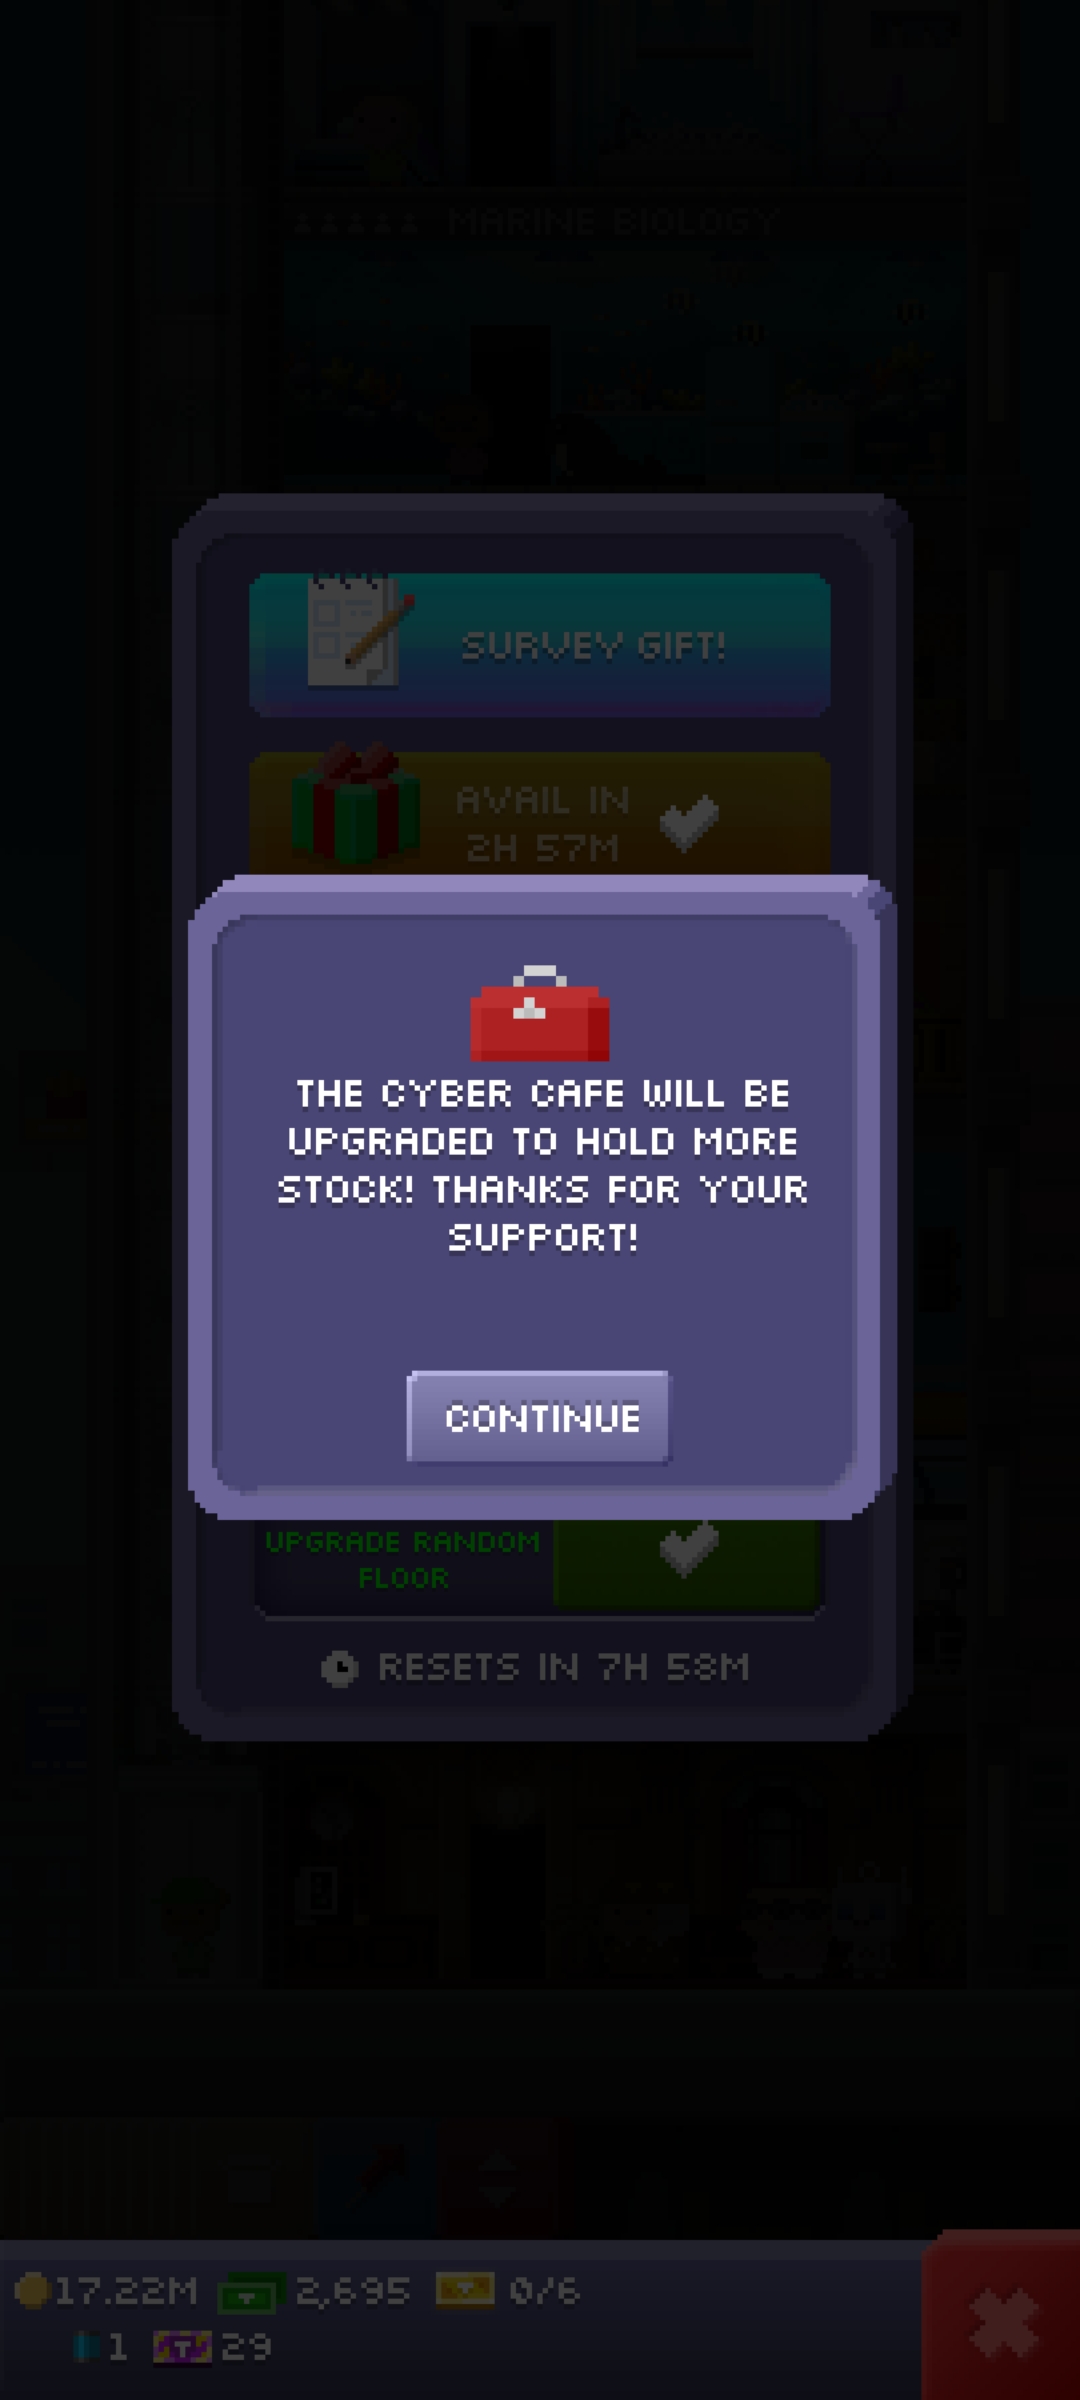 MARINE BIOLOGY
SURVEY GIFT!
AVAIL IN
2H 57M
THE CYBER CAFE WILL BE
UPGRADED TO HOLD MORE
STOCK! THANKS FOR YOUR
SUPPORT!
CONTINUE
UPGRADE RANDOM
FLOOR
RESETS IN 7H 58M
17.22M 2,695 0/6
1 29